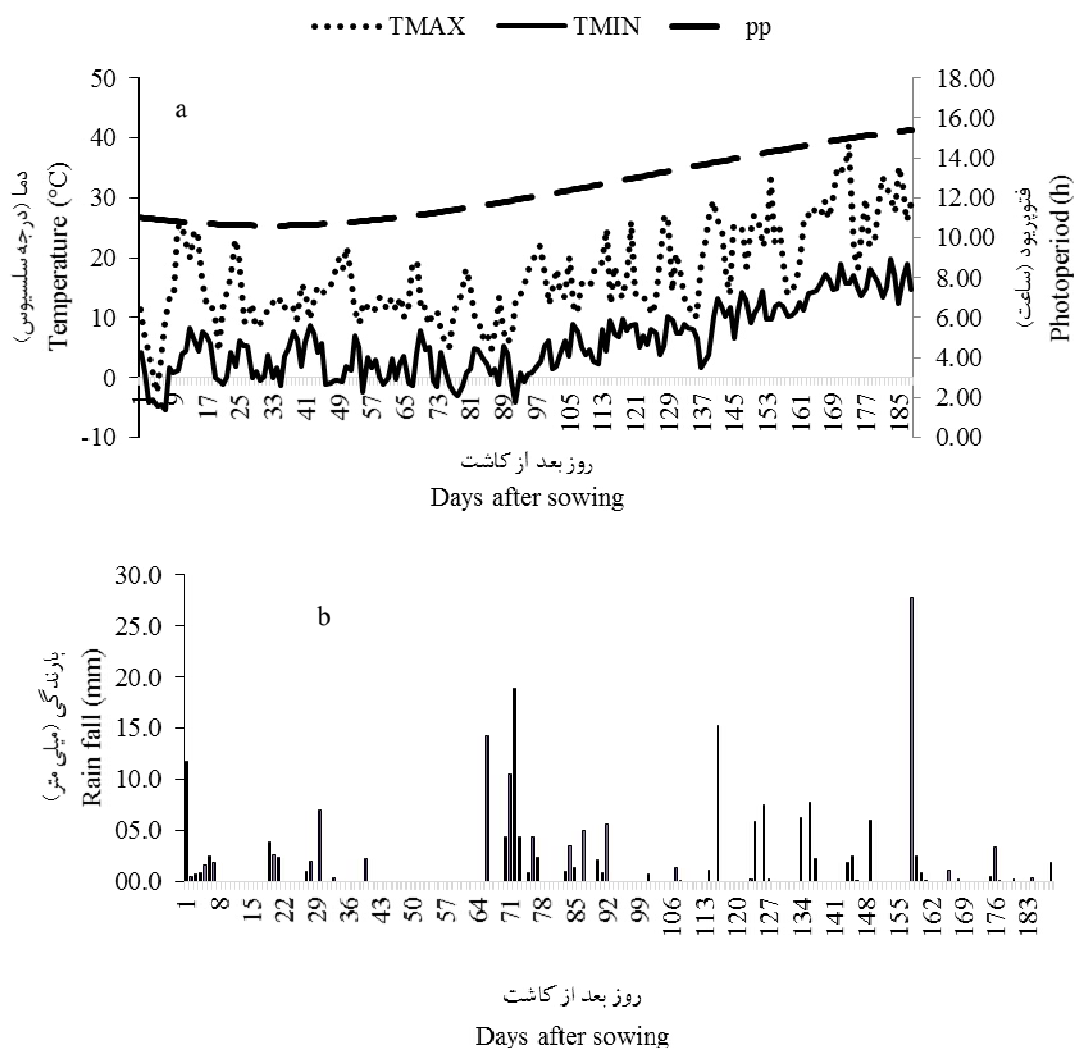 TMAX TMIN pp
a
50
40
30
20
10
0
-10
دما (درجه سلسیوس)
Temperature (°C)
18.00
16.00
14.00
12.00
10.00
8.00
6.00
4.00
2.00
0.00
فتوپریود (ساعت)
Photoperiod (h)
1 9 17 25 33 41 49 57 65 73 81 89 97 105 113 121 129 137 145 153 161 169 177 185
روز بعد از کاشت
Days after sowing
b
30.0
25.0
20.0
15.0
10.0
05.0
00.0
بارندگی (میلی متر)
Rain fall (mm)
1 8 15 22 29 36 43 50 57 64 71 78 85 92 99 106 113 120 127 134 141 148 155 162 169 176 183
روز بعد از کاشت
Days after sowing